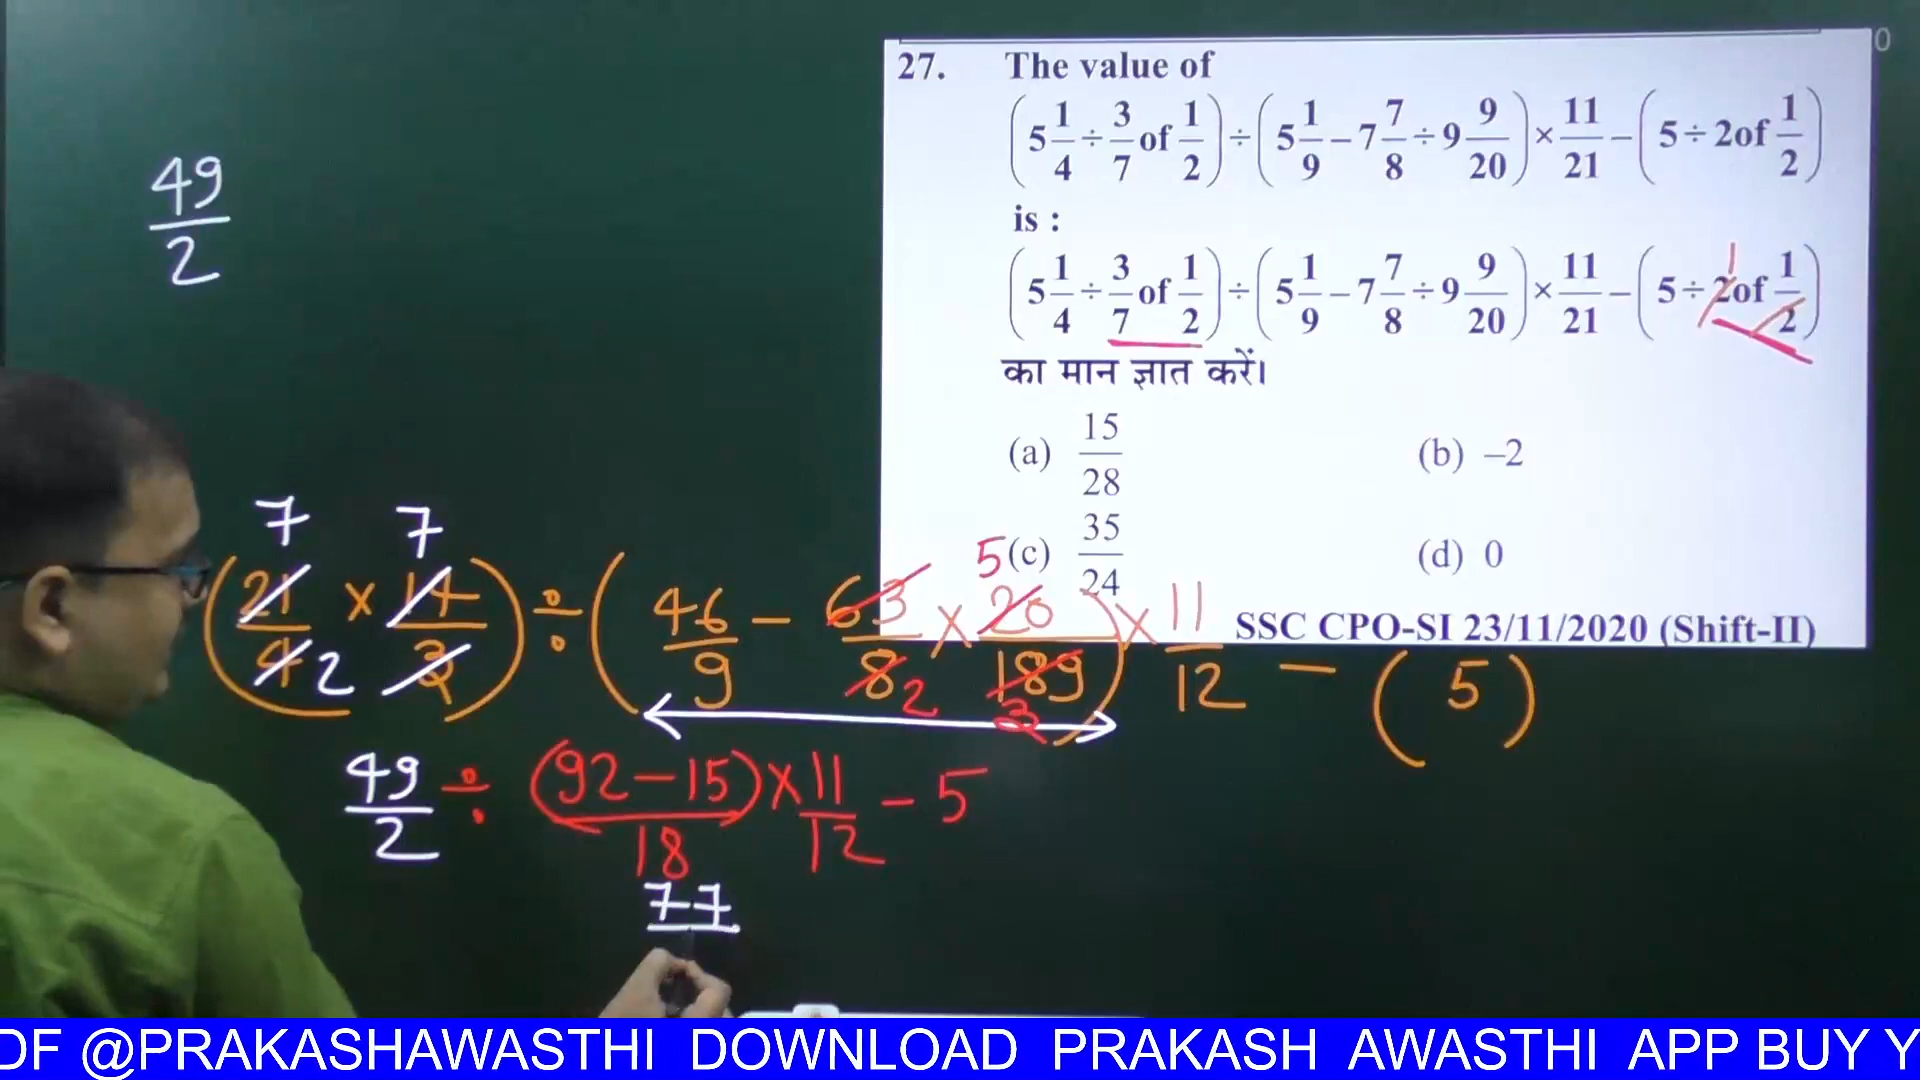 0
27. The value of
(5 1/4 ÷ 3/7 of 1/2) ÷ (5 1/9 − 7 7/8 ÷ 9 9/20) × 11/21 − (5 ÷ 2of 1/2)
is :
(5 1/4 ÷ 3/7 of 1/2) ÷ (5 1/9 − 7 7/8 ÷ 9 9/20) × 11/21 − (5 ÷ 2of 1/2)
1
का मान ज्ञात करें।
(a) 15/28 (b) –2
(c) 35/24 (d) 0
SSC CPO-SI 23/11/2020 (Shift-II)
49/2
7 7 5
(21/4 × 14/3) ÷ (46/9 − 63/8 × 20/189) × 11/12 − (5)
2 2 3
49/2 ÷ (92 − 15)/18 × 11/12 − 5
77
DF @PRAKASHAWASTHI DOWNLOAD PRAKASH AWASTHI APP BUY Y